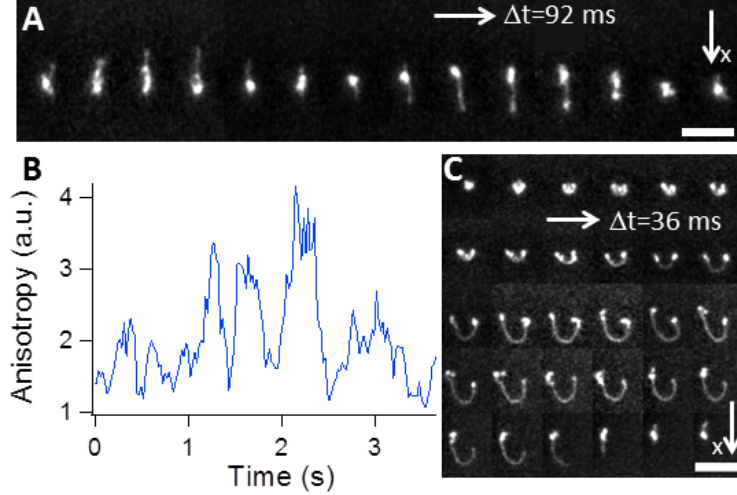 A
Δt=92 ms
x
B
Anisotropy (a.u.)
4
3
2
1
0
1
2
3
Time (s)
C
Δt=36 ms
x